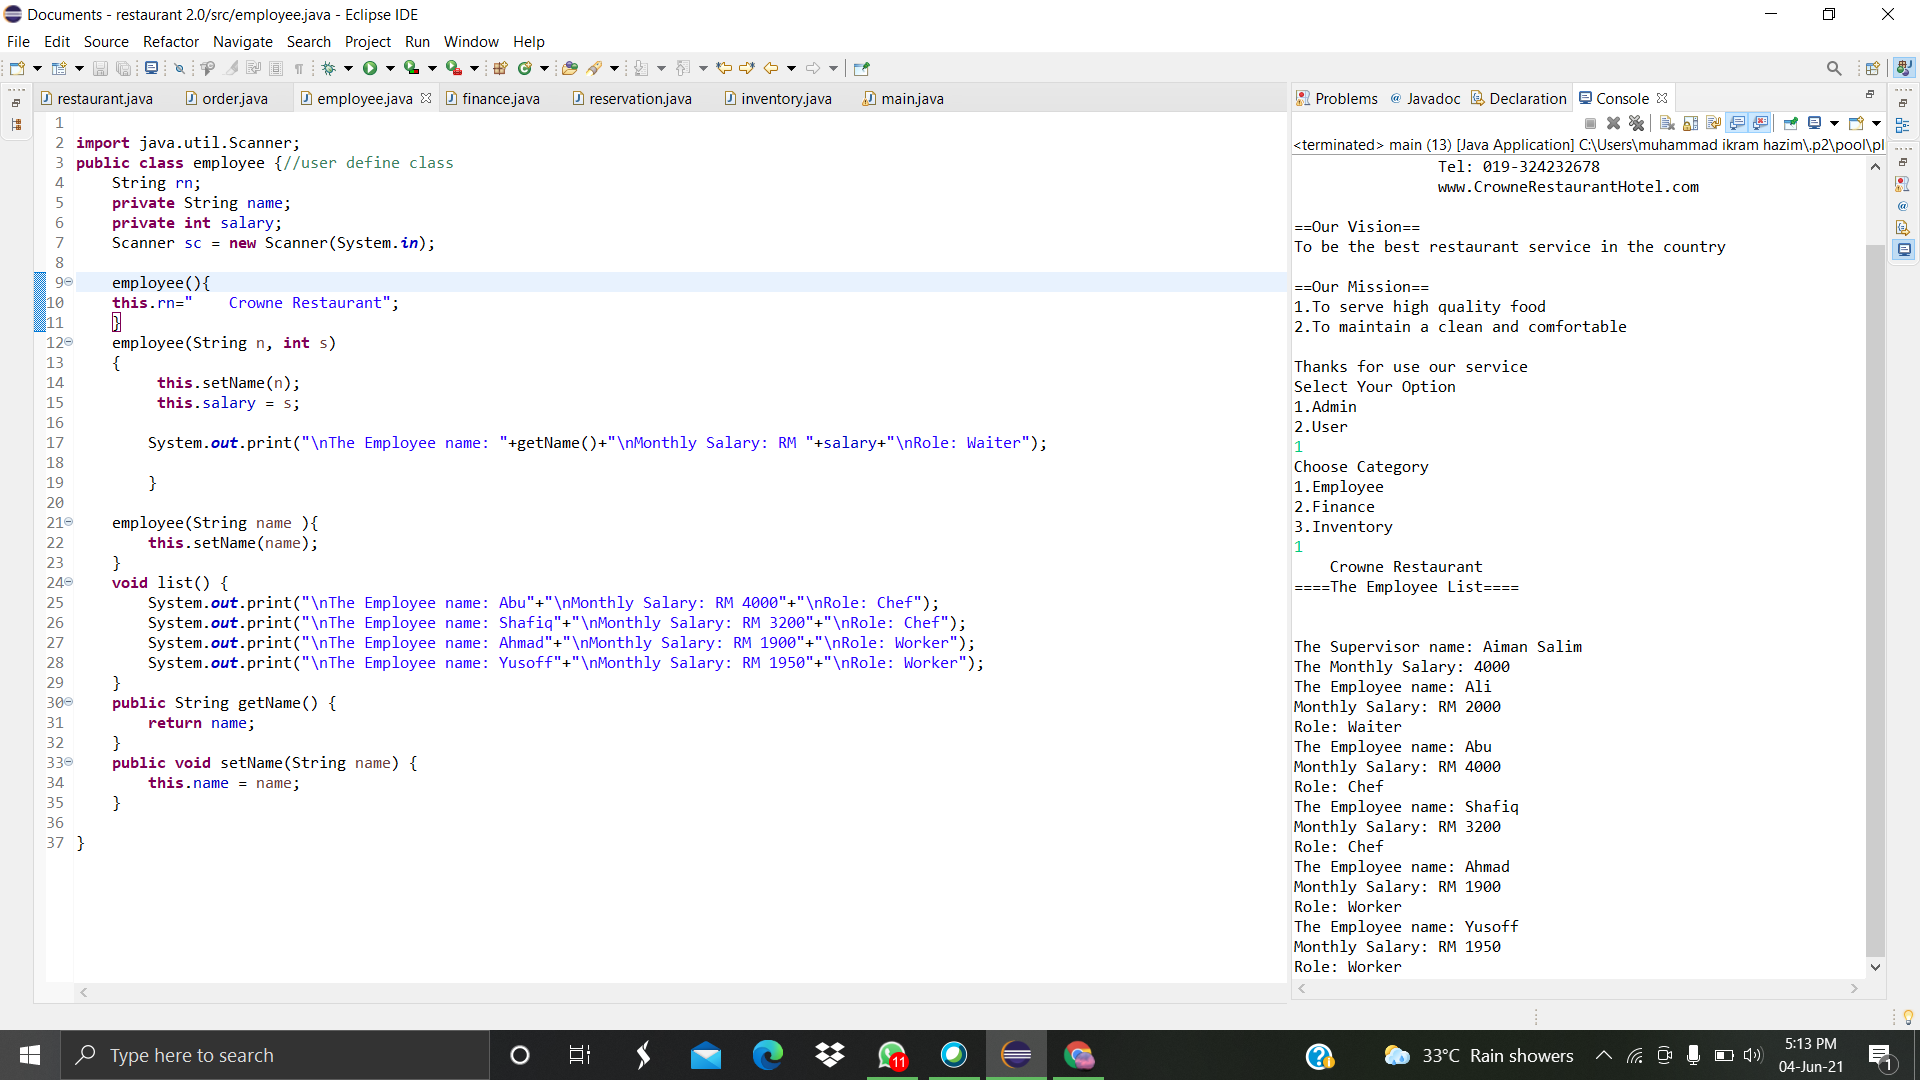 Documents - restaurant 2.0/src/employee.java - Eclipse IDE
File Edit Source Refactor Navigate Search Project Run Window Help
restaurant.java order.java employee.java finance.java reservation.java inventory.java main.java
1
2 import java.util.Scanner;
3 public class employee {//user define class
4     String rn;
5     private String name;
6     private int salary;
7     Scanner sc = new Scanner(System.in);
8
9     employee(){
10     this.rn="    Crowne Restaurant";
11     }
12     employee(String n, int s)
13     {
14          this.setName(n);
15          this.salary = s;
16
17         System.out.print("\nThe Employee name: "+getName()+"\nMonthly Salary: RM "+salary+"\nRole: Waiter");
18
19         }
20
21     employee(String name ){
22         this.setName(name);
23     }
24     void list() {
25         System.out.print("\nThe Employee name: Abu"+"\nMonthly Salary: RM 4000"+"\nRole: Chef");
26         System.out.print("\nThe Employee name: Shafiq"+"\nMonthly Salary: RM 3200"+"\nRole: Chef");
27         System.out.print("\nThe Employee name: Ahmad"+"\nMonthly Salary: RM 1900"+"\nRole: Worker");
28         System.out.print("\nThe Employee name: Yusoff"+"\nMonthly Salary: RM 1950"+"\nRole: Worker");
29     }
30     public String getName() {
31         return name;
32     }
33     public void setName(String name) {
34         this.name = name;
35     }
36
37 }
Problems @ Javadoc Declaration Console
<terminated> main (13) [Java Application] C:\Users\muhammad ikram hazim\.p2\pool\pl
Tel: 019-324232678
www.CrowneRestaurantHotel.com
==Our Vision==
To be the best restaurant service in the country
==Our Mission==
1.To serve high quality food
2.To maintain a clean and comfortable
Thanks for use our service
Select Your Option
1.Admin
2.User
1
Choose Category
1.Employee
2.Finance
3.Inventory
1
    Crowne Restaurant
====The Employee List====
The Supervisor name: Aiman Salim
The Monthly Salary: 4000
The Employee name: Ali
Monthly Salary: RM 2000
Role: Waiter
The Employee name: Abu
Monthly Salary: RM 4000
Role: Chef
The Employee name: Shafiq
Monthly Salary: RM 3200
Role: Chef
The Employee name: Ahmad
Monthly Salary: RM 1900
Role: Worker
The Employee name: Yusoff
Monthly Salary: RM 1950
Role: Worker
Type here to search
11
33°C Rain showers
5:13 PM
04-Jun-21
1